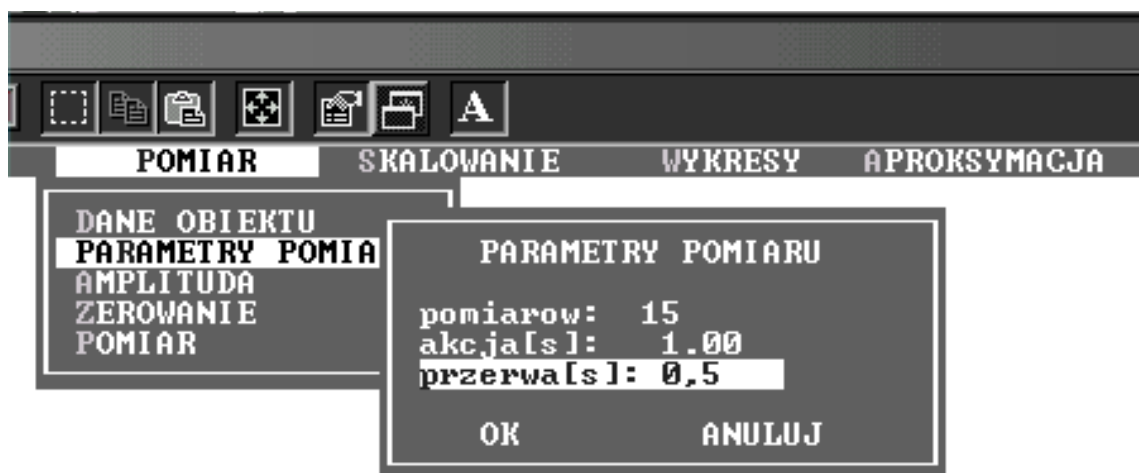 A
POMIAR SKALOWANIE WYKRESY APROKSYMACJA
DANE OBIEKTU
PARAMETRY POMIA
AMPLITUDA
ZEROWANIE
POMIAR
PARAMETRY POMIARU
pomiarow: 15
akcja[s]: 1.00
przerwa[s]: 0,5
OK ANULUJ